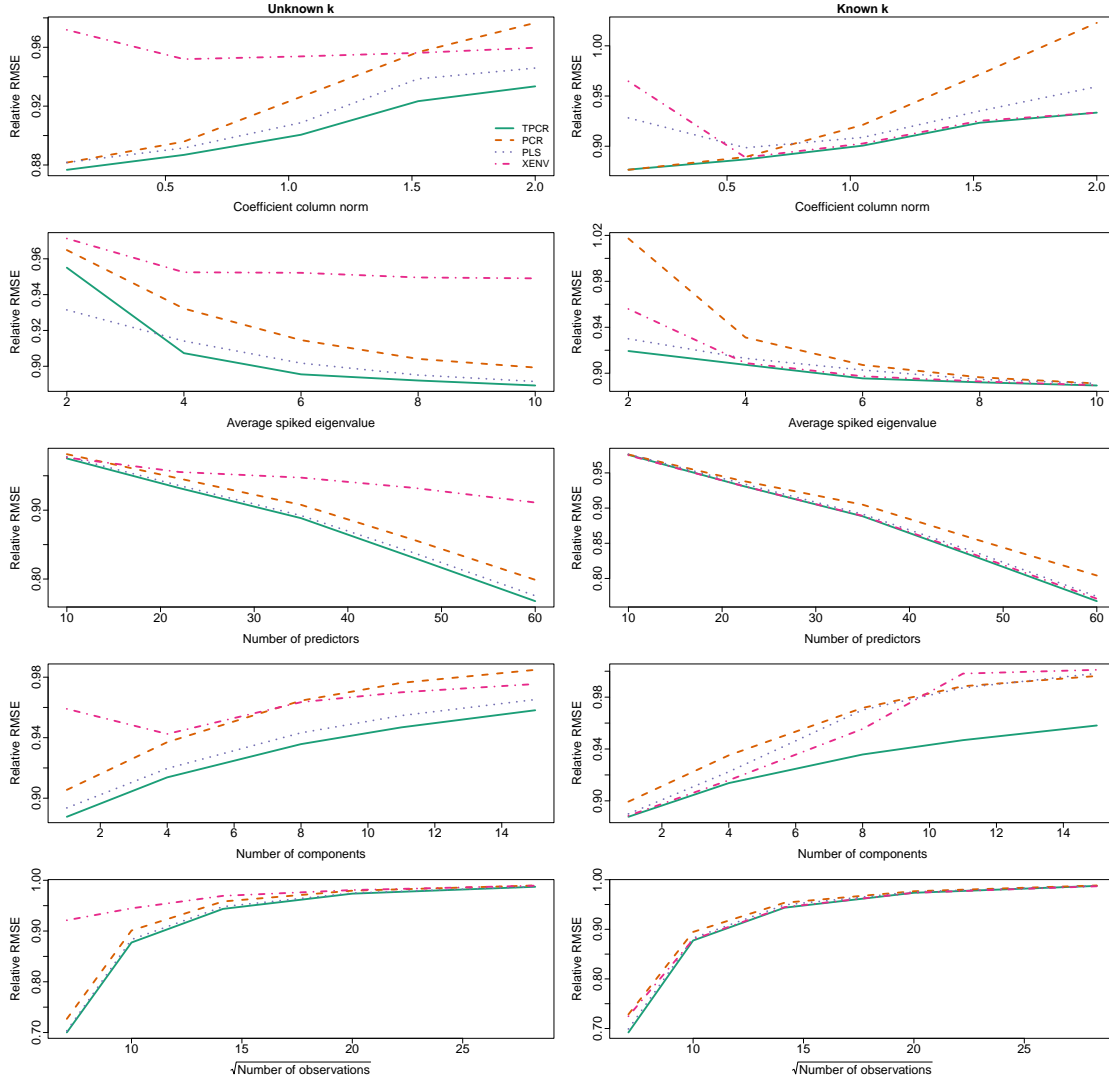 Unknown k
Known k
Relative RMSE
0.88 0.92 0.96
TPCR
PCR
PLS
XENV
0.5 1.0 1.5 2.0
Coefficient column norm
Relative RMSE
0.90 0.95 1.00
0.5 1.0 1.5 2.0
Coefficient column norm
Relative RMSE
0.90 0.92 0.94 0.96
2 4 6 8 10
Average spiked eigenvalue
Relative RMSE
0.90 0.94 0.98 1.02
2 4 6 8 10
Average spiked eigenvalue
Relative RMSE
0.80 0.90
10 20 30 40 50 60
Number of predictors
Relative RMSE
0.80 0.85 0.90 0.95
10 20 30 40 50 60
Number of predictors
Relative RMSE
0.90 0.94 0.98
2 4 6 8 10 12 14
Number of components
Relative RMSE
0.90 0.94 0.98
2 4 6 8 10 12 14
Number of components
Relative RMSE
0.70 0.80 0.90 1.00
10 15 20 25
√Number of observations
Relative RMSE
0.70 0.80 0.90 1.00
10 15 20 25
√Number of observations